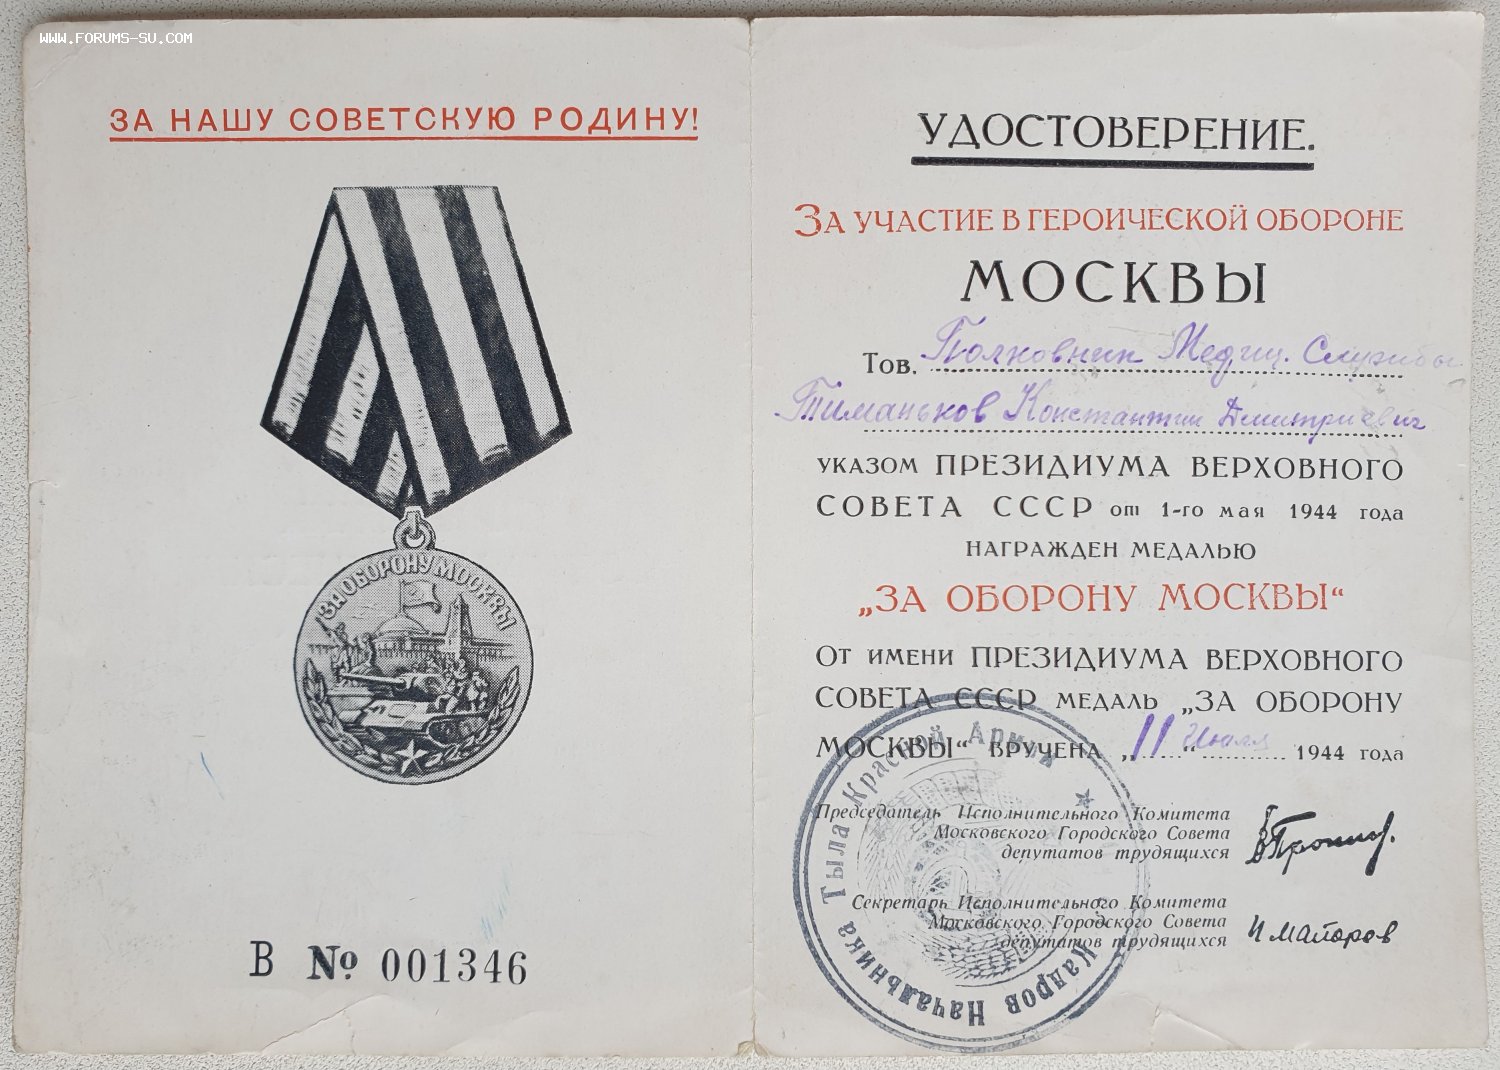 WWW.FORUMS-SU.COM
ЗА НАШУ СОВЕТСКУЮ РОДИНУ!
ЗА ОБОРОНУ МОСКВЫ
В № 001346
УДОСТОВЕРЕНИЕ.
ЗА УЧАСТИЕ В ГЕРОИЧЕСКОЙ ОБОРОНЕ
МОСКВЫ
Тов. Полковник Медиц. Службы
Тиманьков Константин Дмитриевич
УКАЗОМ ПРЕЗИДИУМА ВЕРХОВНОГО
СОВЕТА СССР от 1-го мая 1944 года
НАГРАЖДЕН МЕДАЛЬЮ
„ЗА ОБОРОНУ МОСКВЫ“
ОТ ИМЕНИ ПРЕЗИДИУМА ВЕРХОВНОГО
СОВЕТА СССР МЕДАЛЬ „ЗА ОБОРОНУ
МОСКВЫ“ ВРУЧЕНА „11“ Июля 1944 года
Председатель Исполнительного Комитета
Московского Городского Совета
депутатов трудящихся
В Пронин
Секретарь Исполнительного Комитета
Московского Городского Совета
депутатов трудящихся
П Майоров
Кадров Начальника Тыла Красной Армии